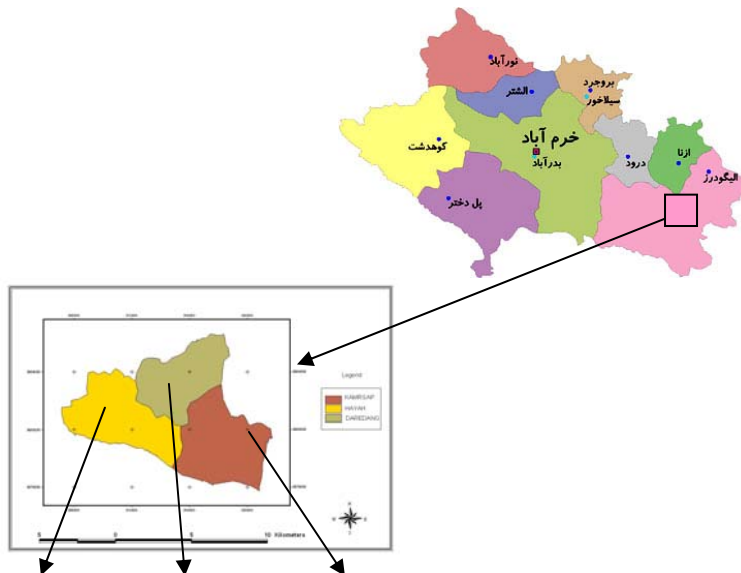 نورآباد
بروجرد
سیلاخور
الشتر
خرم آباد
بدرآباد
کوهدشت
درود
ازنا
الیگودرز
پل دختر
Legend
KAMRSAP
HAYAH
DAREDANG
5 0 5 10 Kilometers